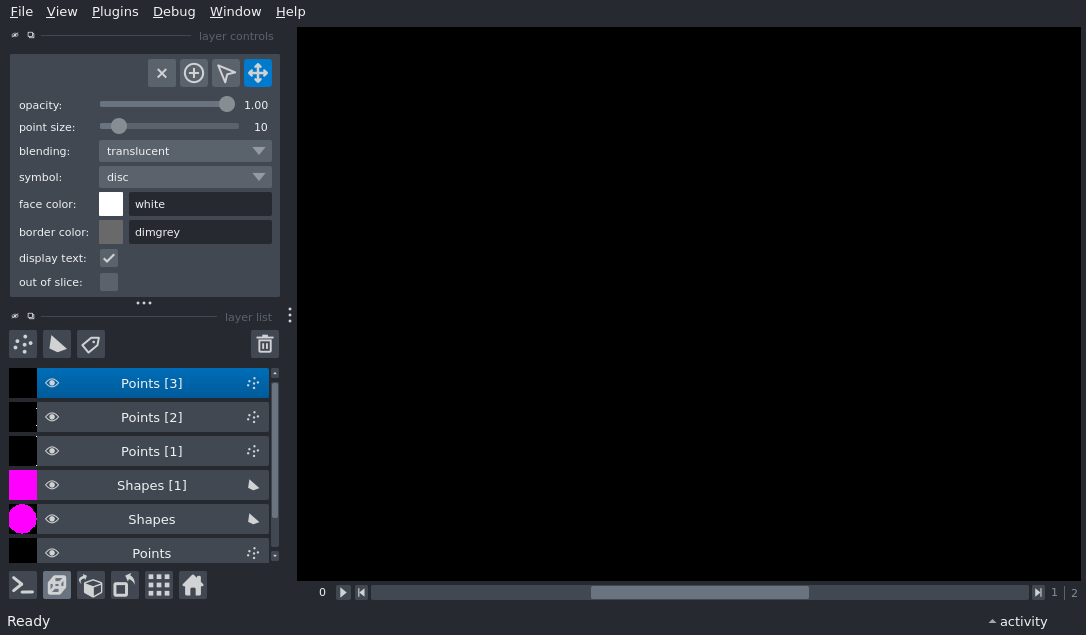 File View Plugins Debug Window Help
layer controls
opacity: 1.00
point size: 10
blending: translucent
symbol: disc
face color: white
border color: dimgrey
display text:
out of slice:
layer list
Points [3]
Points [2]
Points [1]
Shapes [1]
Shapes
Points
0 1 2
Ready activity